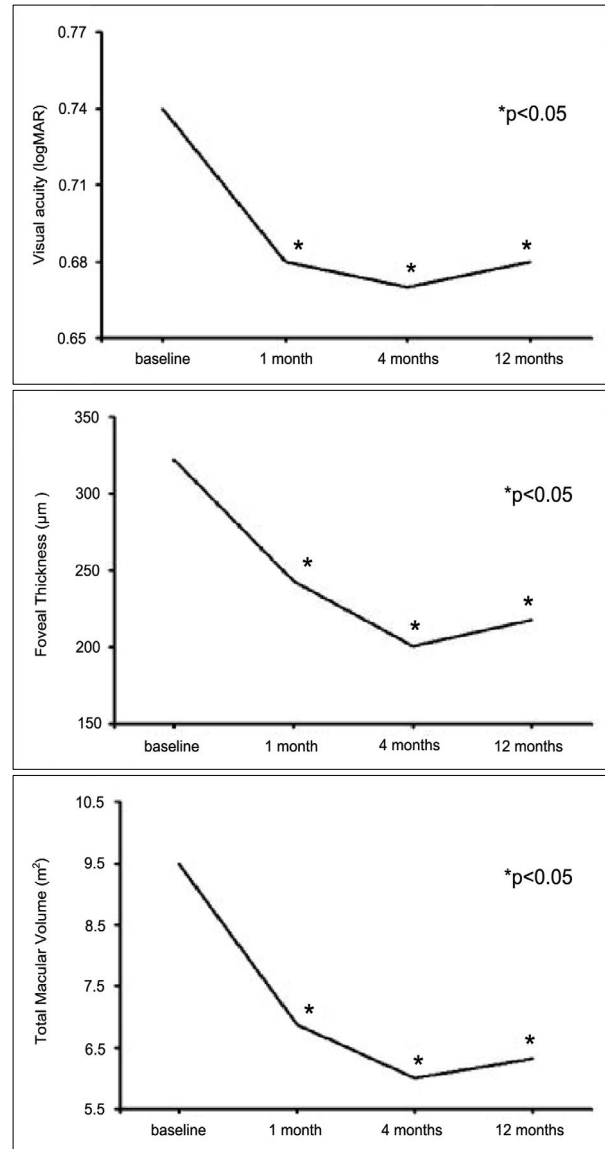 0.77
0.74
0.71
0.68
0.65
Visual acuity (logMAR)
*p<0.05
* * *
baseline 1 month 4 months 12 months
350
300
250
200
150
Foveal Thickness (μm )
*p<0.05
* * *
baseline 1 month 4 months 12 months
10.5
9.5
8.5
7.5
6.5
5.5
Total Macular Volume (m²)
*p<0.05
* * *
baseline 1 month 4 months 12 months